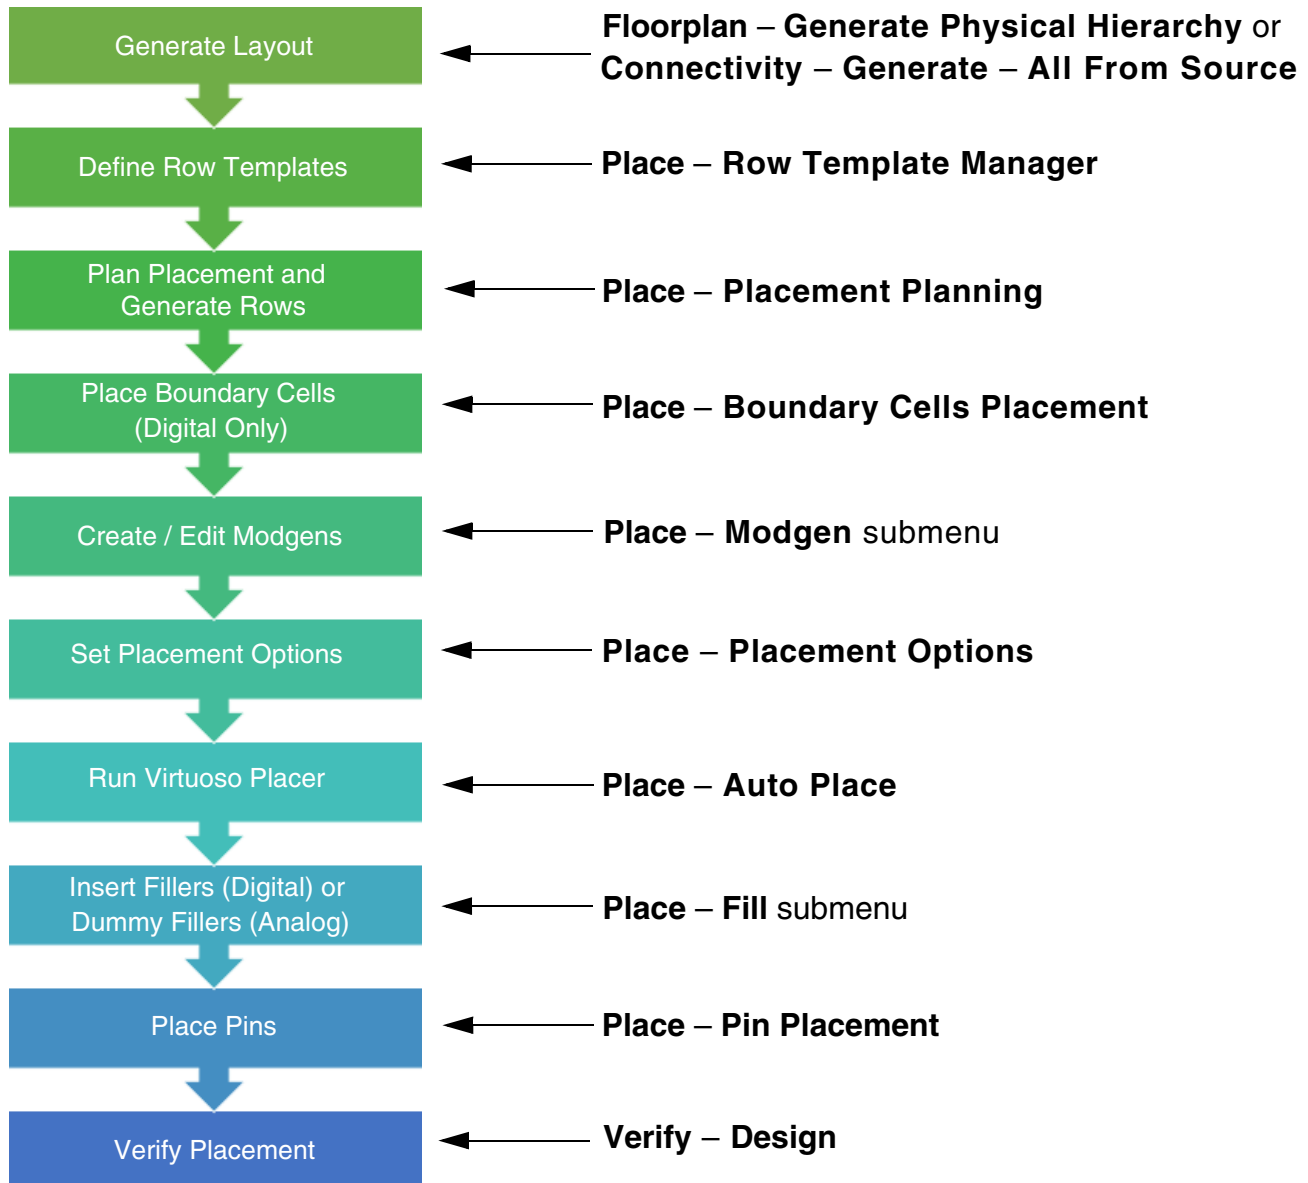 Generate Layout
Floorplan – Generate Physical Hierarchy or
Connectivity – Generate – All From Source
Define Row Templates
Place – Row Template Manager
Plan Placement and
Generate Rows
Place – Placement Planning
Place Boundary Cells
(Digital Only)
Place – Boundary Cells Placement
Create / Edit Modgens
Place – Modgen submenu
Set Placement Options
Place – Placement Options
Run Virtuoso Placer
Place – Auto Place
Insert Fillers (Digital) or
Dummy Fillers (Analog)
Place – Fill submenu
Place Pins
Place – Pin Placement
Verify Placement
Verify – Design